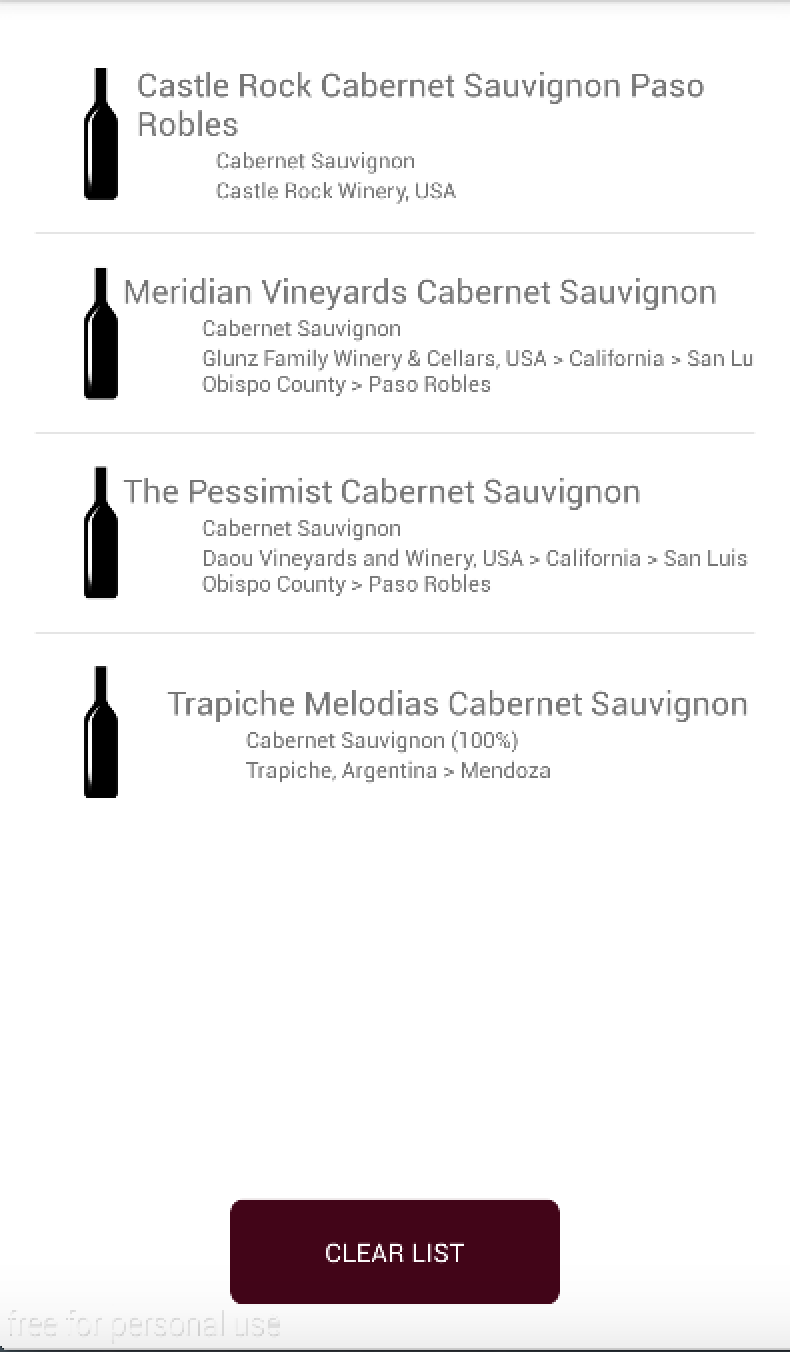 Castle Rock Cabernet Sauvignon Paso
Robles
Cabernet Sauvignon
Castle Rock Winery, USA
Meridian Vineyards Cabernet Sauvignon
Cabernet Sauvignon
Glunz Family Winery & Cellars, USA > California > San Lu
Obispo County > Paso Robles
The Pessimist Cabernet Sauvignon
Cabernet Sauvignon
Daou Vineyards and Winery, USA > California > San Luis
Obispo County > Paso Robles
Trapiche Melodias Cabernet Sauvignon
Cabernet Sauvignon (100%)
Trapiche, Argentina > Mendoza
CLEAR LIST
free for personal use